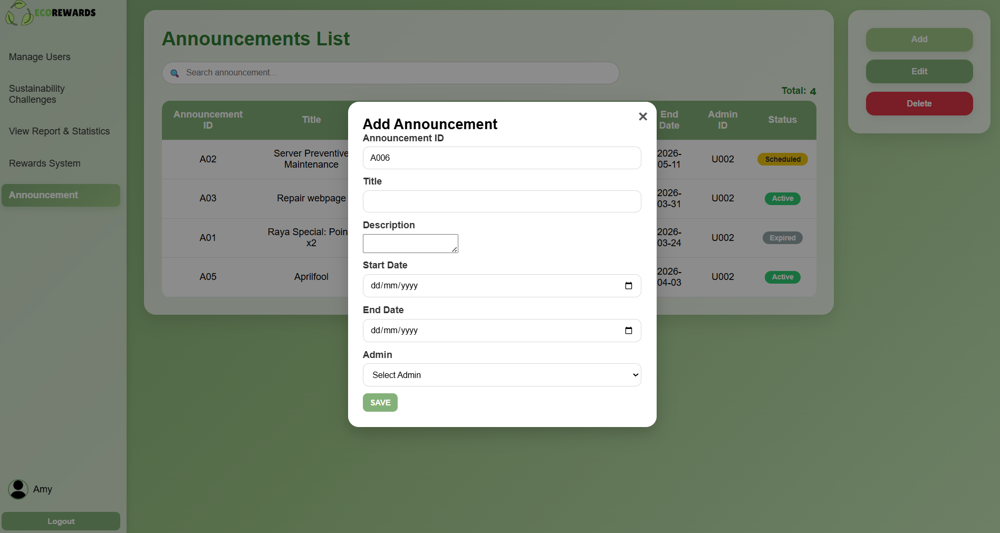 ECOREWARDS
Manage Users
Sustainability
Challenges
View Report & Statistics
Rewards System
Announcement
Amy
Logout
Announcements List
Search announcement...
Total: 4
Announcement
ID
Title
End
Date
Admin
ID
Status
A02
Server Preventive
Maintenance
2026-
05-11
U002
Scheduled
A03
Repair webpage
2026-
03-31
U002
Active
A01
Raya Special: Poin
x2
2026-
03-24
U002
Expired
A05
Aprilfool
2026-
04-03
U002
Active
Add
Edit
Delete
Add Announcement
Announcement ID
A006
Title
Description
Start Date
dd/mm/yyyy
End Date
dd/mm/yyyy
Admin
Select Admin
SAVE